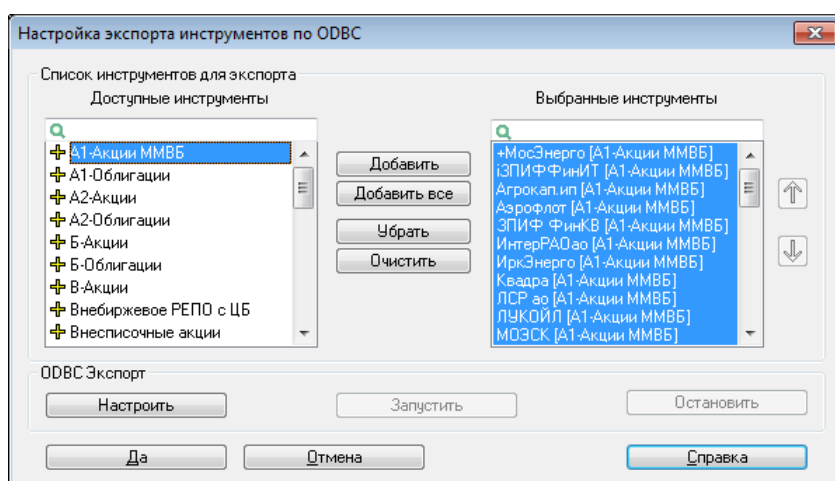 Настройка экспорта инструментов по ODBC
Список инструментов для экспорта
Доступные инструменты
Выбранные инструменты
А1-Акции ММВБ
А1-Облигации
А2-Акции
А2-Облигации
Б-Акции
Б-Облигации
В-Акции
Внебиржевое РЕПО с ЦБ
Внесписочные акции
Добавить
Добавить все
Убрать
Очистить
+МосЭнерго [А1-Акции ММВБ]
iЗПИФФинИТ [А1-Акции ММВБ]
Агрокап.ип [А1-Акции ММВБ]
Аэрофлот [А1-Акции ММВБ]
ЗПИФ ФинКВ [А1-Акции ММВБ]
ИнтерРАОао [А1-Акции ММВБ]
ИркЭнерго [А1-Акции ММВБ]
Квадра [А1-Акции ММВБ]
ЛСР ао [А1-Акции ММВБ]
ЛУКОЙЛ [А1-Акции ММВБ]
МОЭСК [А1-Акции ММВБ]
ODBC Экспорт
Настроить
Запустить
Остановить
Да
Отмена
Справка